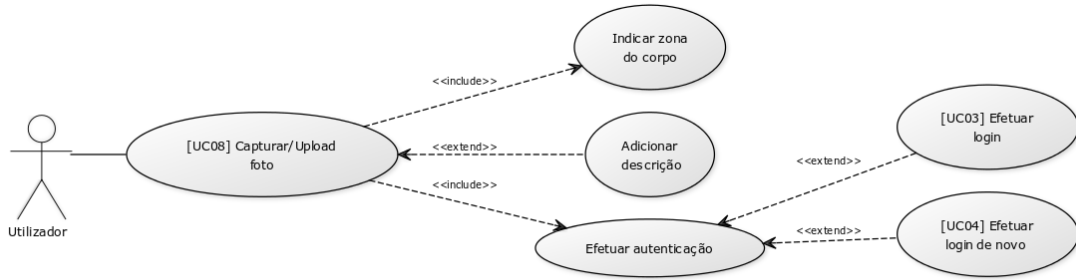 Indicar zona
do corpo
<<include>>
[UC08] Capturar/Upload
foto
<<extend>>
Adicionar
descrição
[UC03] Efetuar
login
<<extend>>
<<include>>
Utilizador
Efetuar autenticação
<<extend>>
[UC04] Efetuar
login de novo